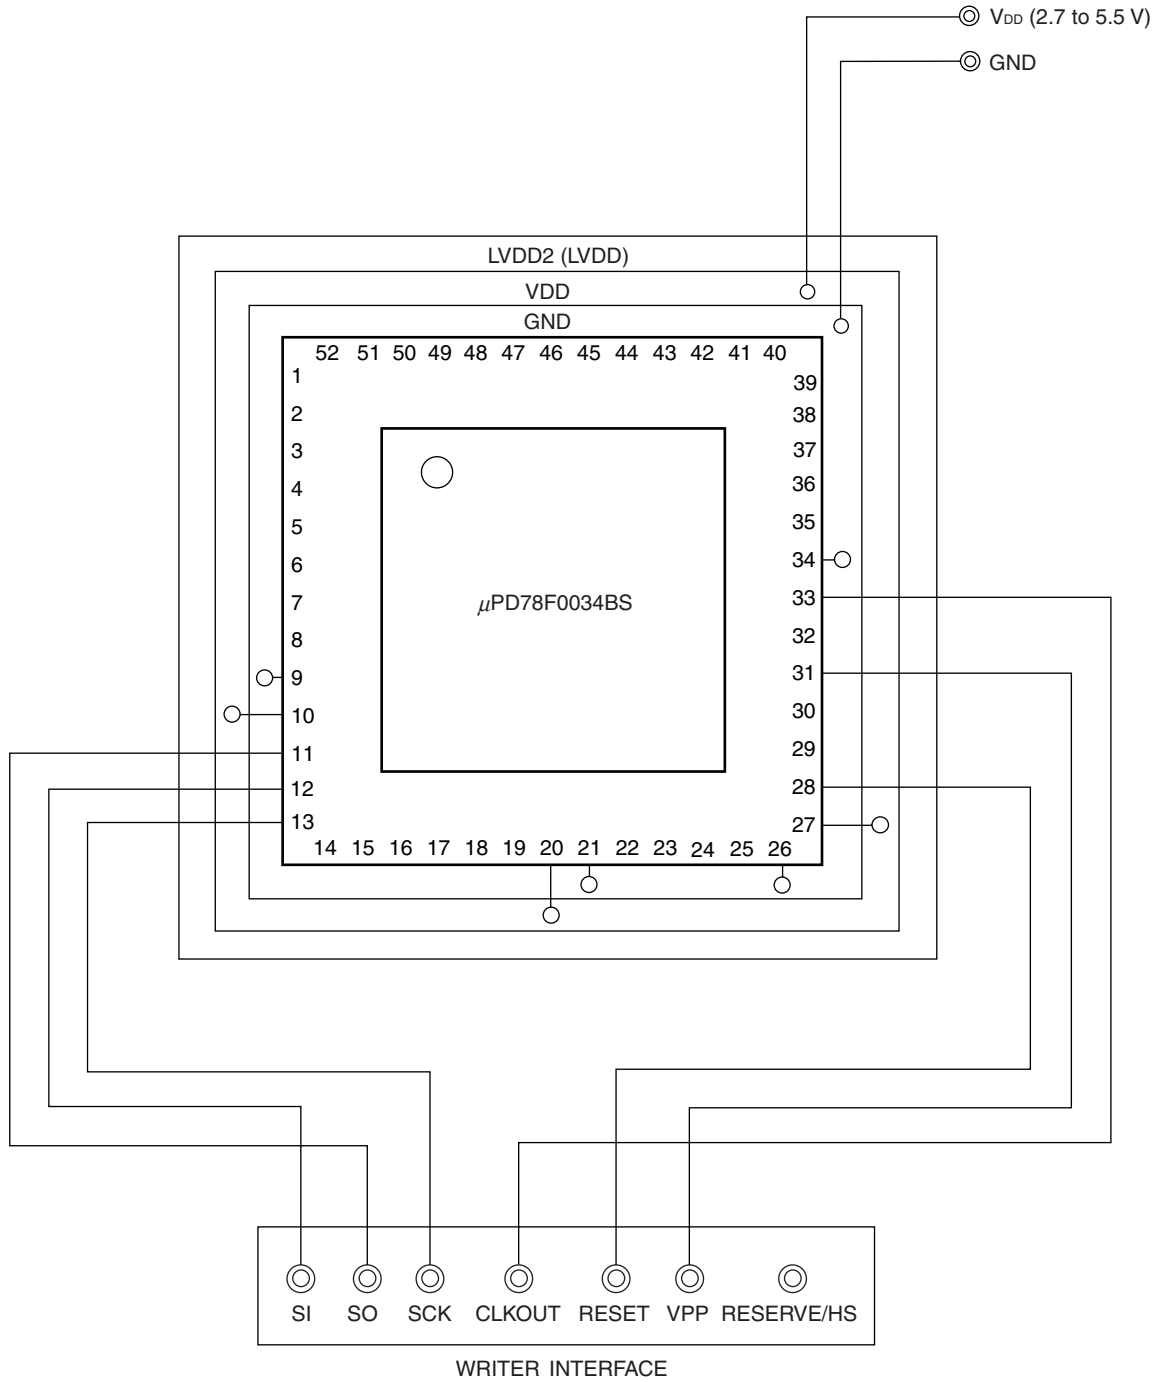 VDD (2.7 to 5.5 V)
GND
LVDD2 (LVDD)
VDD
GND
52 51 50 49 48 47 46 45 44 43 42 41 40
1
2
3
4
5
6
7
8
9
10
11
12
13
39
38
37
36
35
34
33
32
31
30
29
28
27
μPD78F0034BS
14 15 16 17 18 19 20 21 22 23 24 25 26
SI SO SCK CLKOUT RESET VPP RESERVE/HS
WRITER INTERFACE